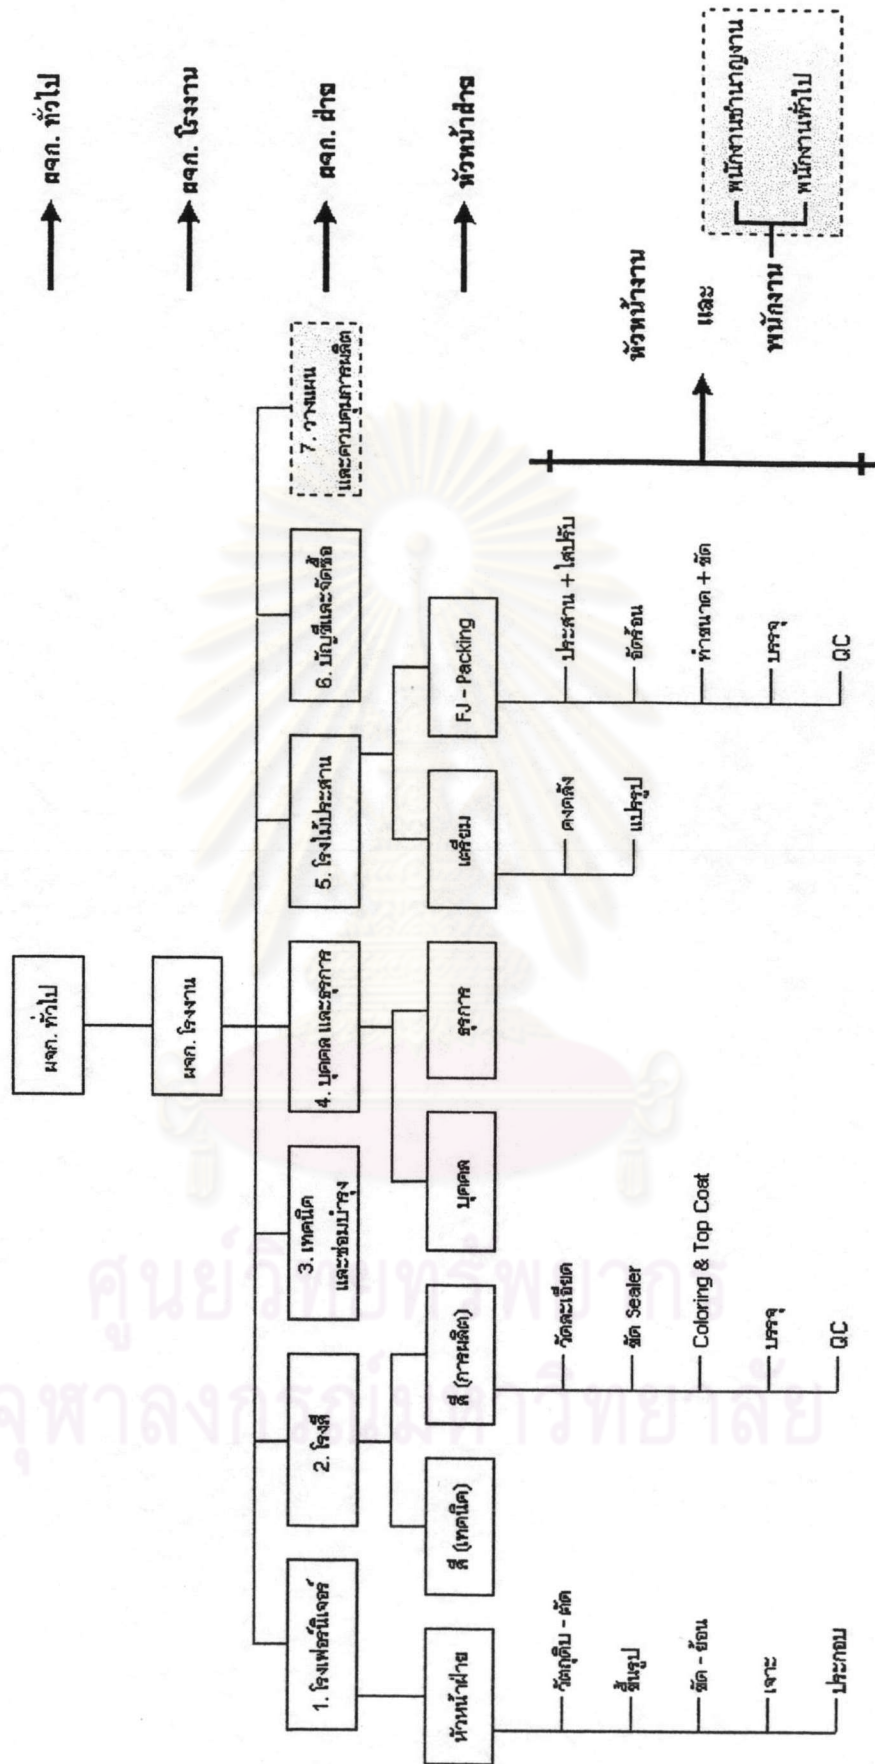 ผจก. ทั่วไป
ผจก. ทั่วไป
ผจก. โรงงาน
ผจก. โรงงาน
1. โรงเฟอร์นิเจอร์
2. โรงสี
3. เทคนิค
และซ่อมบำรุง
4. บุคคล และธุรการ
5. โรงไม้ประสาน
6. บัญชีและจัดซื้อ
7. วางแผน
และควบคุมการผลิต
ผจก. ฝ่าย
หัวหน้าฝ่าย
สี (เทคนิค)
สี (การผลิต)
บุคคล
ธุรการ
เตรียม
FJ - Packing
หัวหน้าฝ่าย
วัตถุดิบ - ตัด
ขึ้นรูป
ขัด - ย้อน
เจาะ
ประกอบ
วัดละเอียด
ขัด Sealer
Coloring & Top Coat
บรรจุ
QC
คงคลัง
แปรรูป
ประสาน + ไสปรับ
อัดร้อน
ทำขนาด + ขัด
บรรจุ
QC
หัวหน้างาน
และ
พนักงาน
พนักงานชำนาญงาน
พนักงานทั่วไป
ศูนย์วิทยทรัพยากร
จุฬาลงกรณ์มหาวิทยาลัย